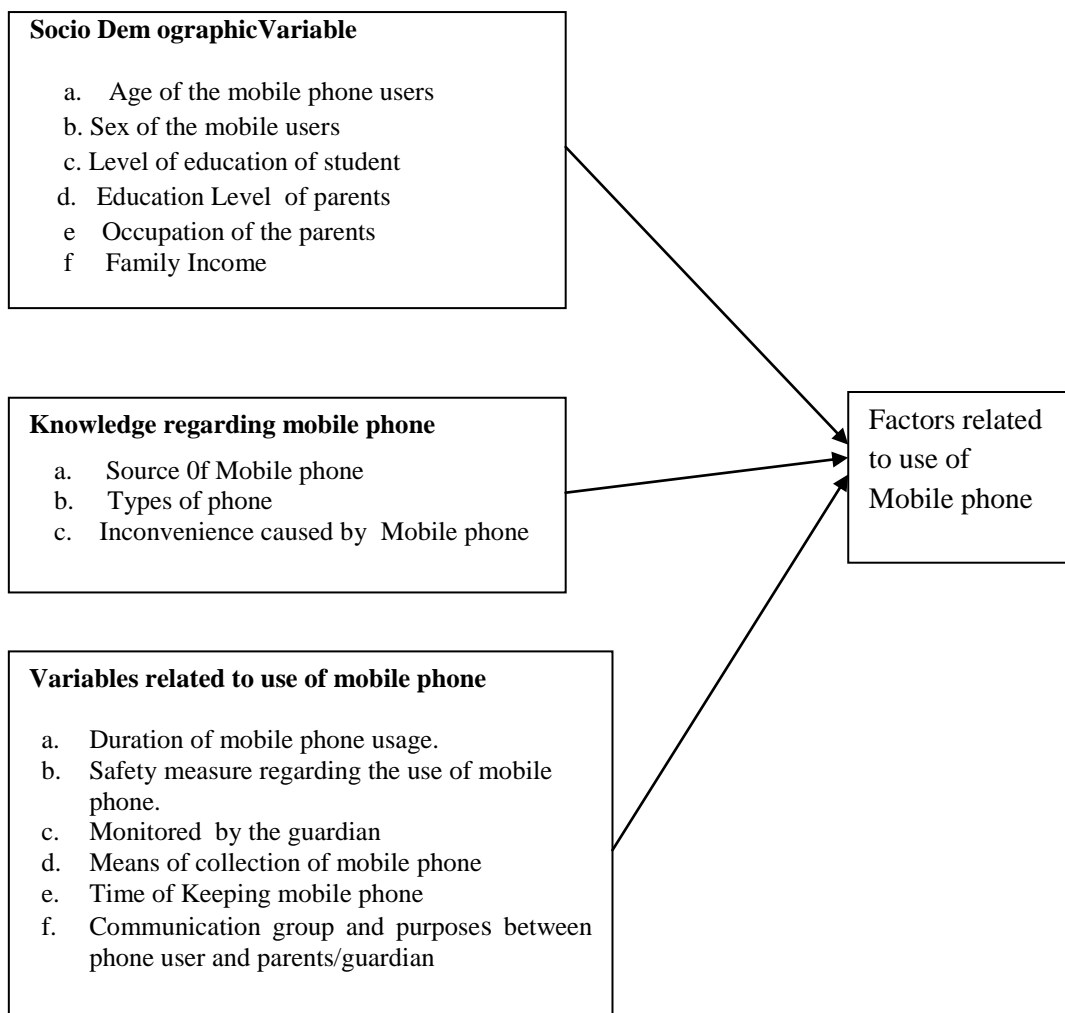 Socio Dem ographicVariable
a. Age of the mobile phone users
b. Sex of the mobile users
c. Level of education of student
d. Education Level of parents
e Occupation of the parents
f Family Income
Knowledge regarding mobile phone
a. Source 0f Mobile phone
b. Types of phone
c. Inconvenience caused by Mobile phone
Factors related
to use of
Mobile phone
Variables related to use of mobile phone
a. Duration of mobile phone usage.
b. Safety measure regarding the use of mobile
phone.
c. Monitored by the guardian
d. Means of collection of mobile phone
e. Time of Keeping mobile phone
f. Communication group and purposes between
phone user and parents/guardian